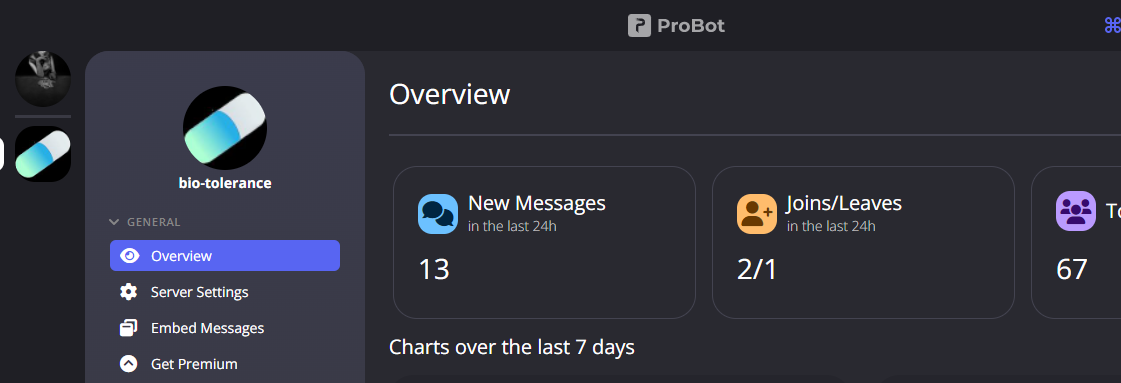 ProBot
bio-tolerance
GENERAL
Overview
Server Settings
Embed Messages
Get Premium
Overview
New Messages
in the last 24h
13
Joins/Leaves
in the last 24h
2/1
67
Charts over the last 7 days